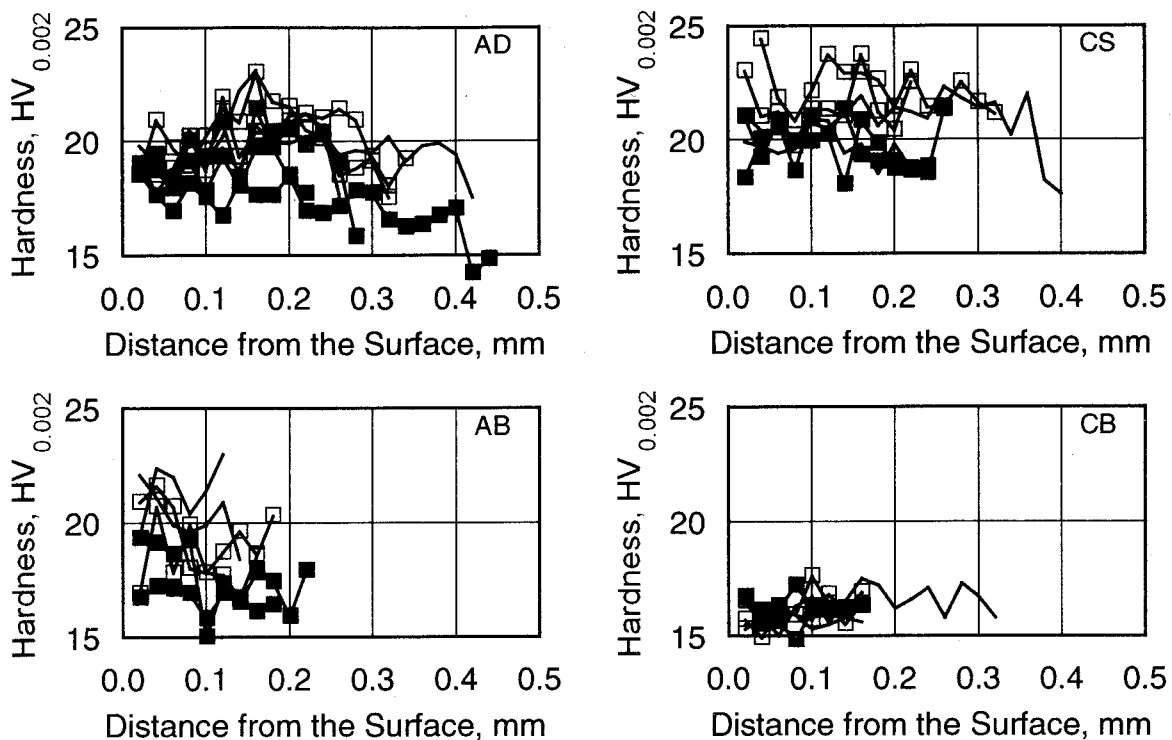 25
AD
20
15
Hardness, HV 0.002
0.0 0.1 0.2 0.3 0.4 0.5
Distance from the Surface, mm
25
CS
20
15
Hardness, HV 0.002
0.0 0.1 0.2 0.3 0.4 0.5
Distance from the Surface, mm
25
AB
20
15
Hardness, HV 0.002
0.0 0.1 0.2 0.3 0.4 0.5
Distance from the Surface, mm
25
CB
20
15
Hardness, HV 0.002
0.0 0.1 0.2 0.3 0.4 0.5
Distance from the Surface, mm